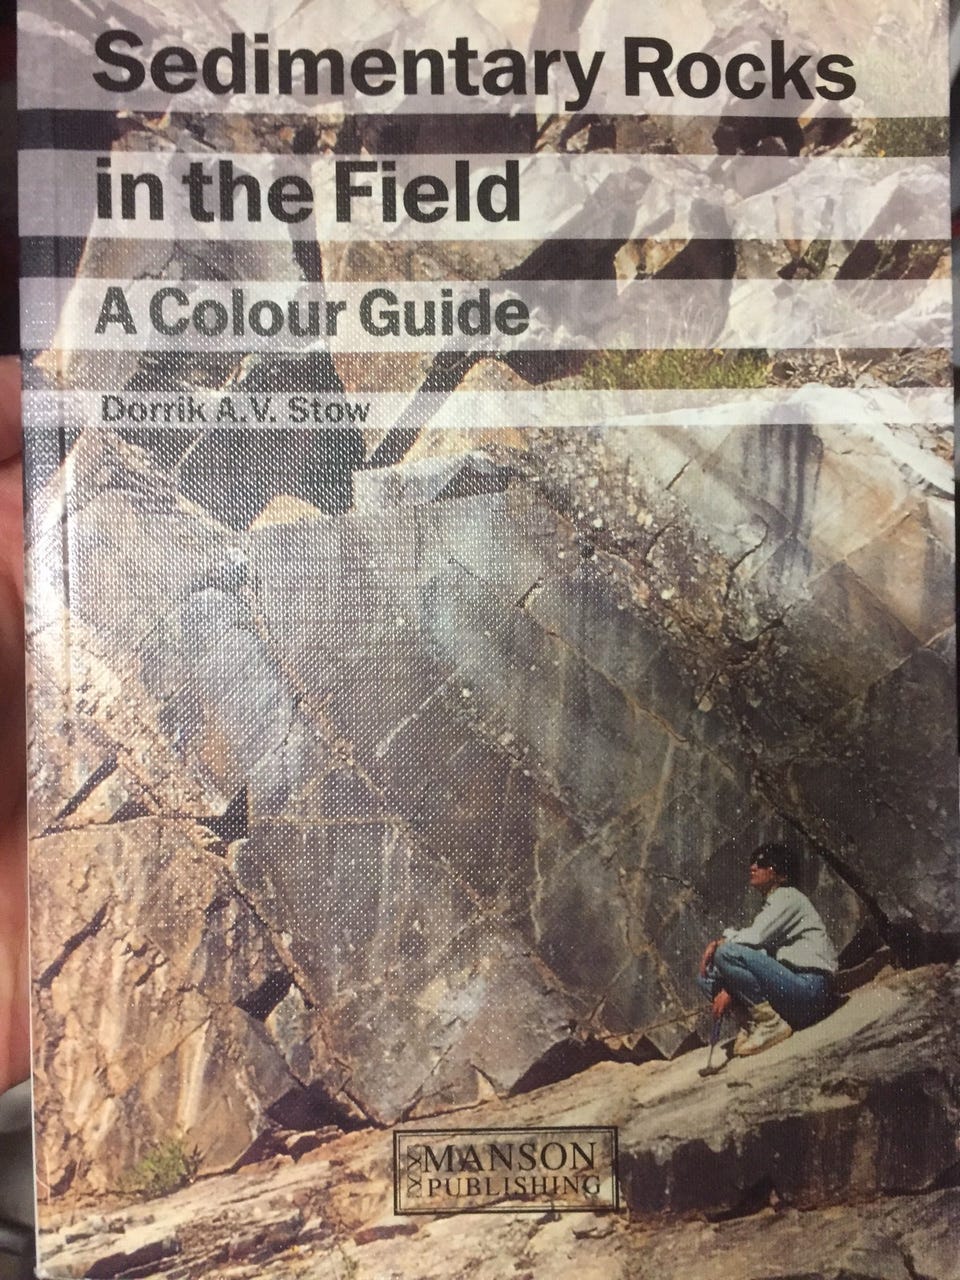 Sedimentary Rocks
in the Field
A Colour Guide
Dorrik A.V. Stow
MANSON
PUBLISHING